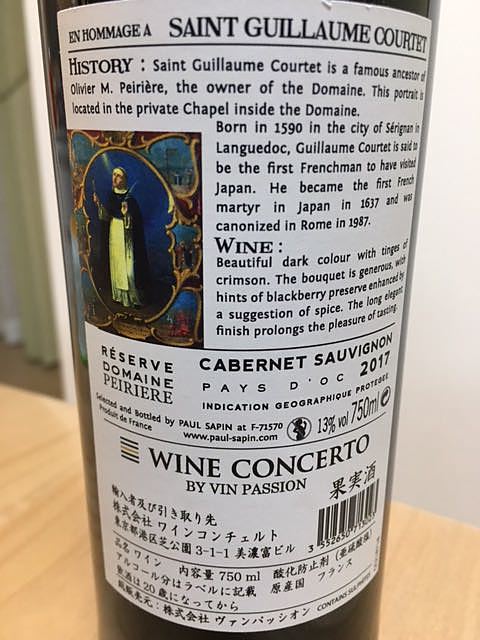 EN HOMMAGE A SAINT GUILLAUME COURTET
HISTORY : Saint Guillaume Courtet is a famous ancestor of
Olivier M. Peirière, the owner of the Domaine. This portrait is
located in the private Chapel inside the Domaine.
Born in 1590 in the city of Sérignan in
Languedoc, Guillaume Courtet is said to
be the first Frenchman to have visited
Japan. He became the first French
martyr in Japan in 1637 and was
canonized in Rome in 1987.
WINE :
Beautiful dark colour with tinges of
crimson. The bouquet is generous, with
hints of blackberry preserve enhanced by
a suggestion of spice. The long elegant
finish prolongs the pleasure of tasting.
RÉSERVE
DOMAINE
PEIRIERE
CABERNET SAUVIGNON
PAYS D'OC 2017
INDICATION GEOGRAPHIQUE PROTEGEE
Selected and Bottled by PAUL SAPIN at F-71570
Produit de France www.paul-sapin.com
13% vol 750ml
WINE CONCERTO
BY VIN PASSION
果実酒
輸入者及び引き取り先
株式会社 ワインコンチェルト
東京都港区芝公園 3-1-1 美濃富ビル
品名 ワイン 内容量 750 ml 酸化防止剤 (亜硫酸塩)
アルコール分はラベルに記載 原産国 フランス
飲酒は20歳になってから
株式会社 ヴァンパッシオン CONTAINS SULPHITES